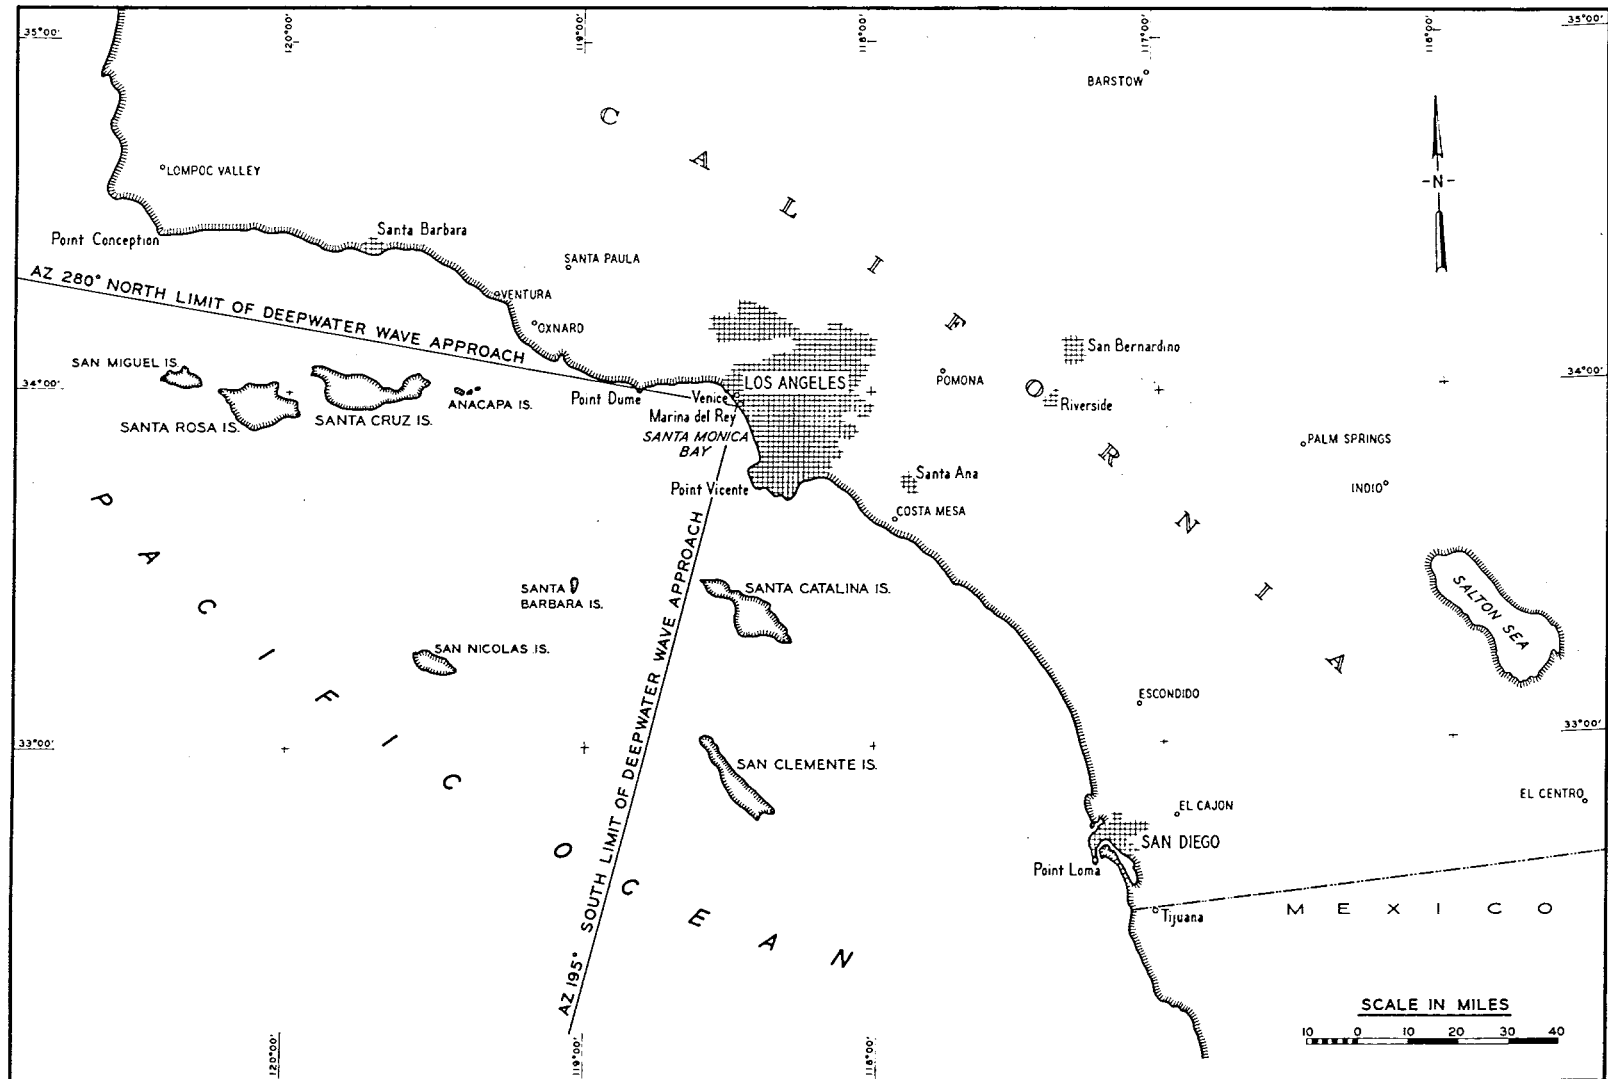 35°00'
120°00'
119°00'
118°00'
117°00'
116°00'
35°00'
BARSTOW
CALIFORNIA
LOMPOC VALLEY
-N-
Point Conception
Santa Barbara
SANTA PAULA
AZ 280° NORTH LIMIT OF DEEPWATER WAVE APPROACH
VENTURA
OXNARD
San Bernardino
SAN MIGUEL IS.
34°00'
LOS ANGELES
POMONA
34°00'
SANTA ROSA IS.
SANTA CRUZ IS.
ANACAPA IS.
Point Dume
Venice
Marina del Rey
Riverside
SANTA MONICA
BAY
PALM SPRINGS
Santa Ana
Point Vicente
INDIO
COSTA MESA
PACIFIC OCEAN
SANTA
BARBARA IS.
SANTA CATALINA IS.
SALTON SEA
SAN NICOLAS IS.
AZ 195° SOUTH LIMIT OF DEEPWATER WAVE APPROACH
ESCONDIDO
33°00'
33°00'
SAN CLEMENTE IS.
EL CAJON
EL CENTRO
SAN DIEGO
Point Loma
Tijuana
MEXICO
SCALE IN MILES
10 0 10 20 30 40
120°00'
119°00'
118°00'